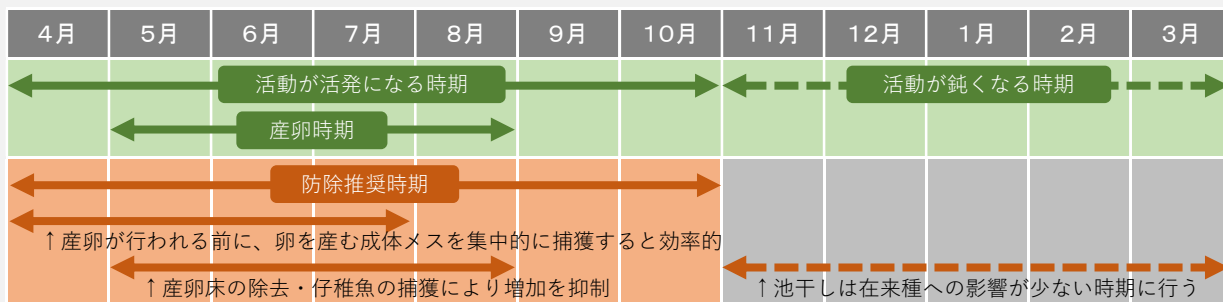 4月 5月 6月 7月 8月 9月 10月 11月 12月 1月 2月 3月
活動が活発になる時期 活動が鈍くなる時期
産卵時期
防除推奨時期
↑産卵が行われる前に、卵を産む成体メスを集中的に捕獲すると効率的
↑産卵床の除去・仔稚魚の捕獲により増加を抑制 ↑池干しは在来種への影響が少ない時期に行う